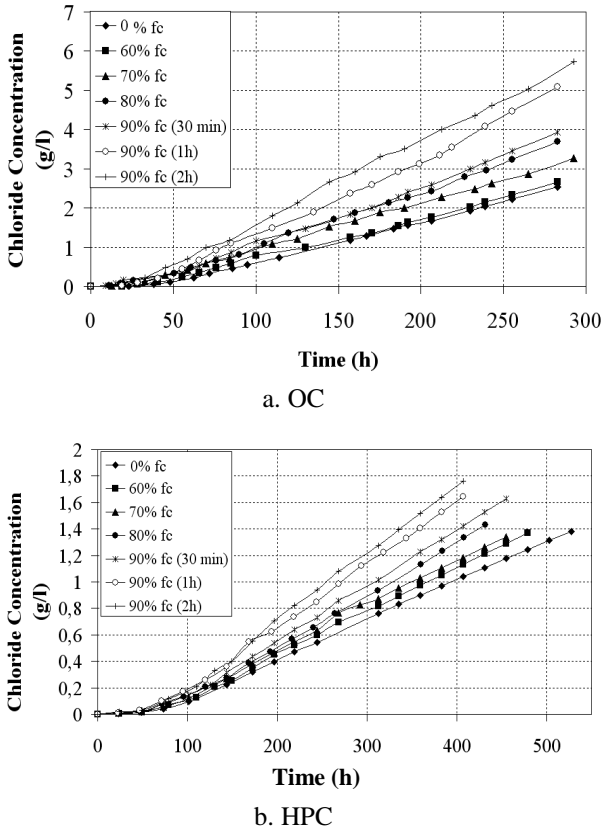 7
6
5
4
3
2
1
0
Chloride Concentration
(g/l)
0 % fc
60% fc
70% fc
80% fc
90% fc (30 min)
90% fc (1h)
90% fc (2h)
0 50 100 150 200 250 300
Time (h)
a. OC
2
1,8
1,6
1,4
1,2
1
0,8
0,6
0,4
0,2
0
Chloride Concentration
(g/l)
0% fc
60% fc
70% fc
80% fc
90% fc (30 min)
90% fc (1h)
90% fc (2h)
0 100 200 300 400 500
Time (h)
b. HPC